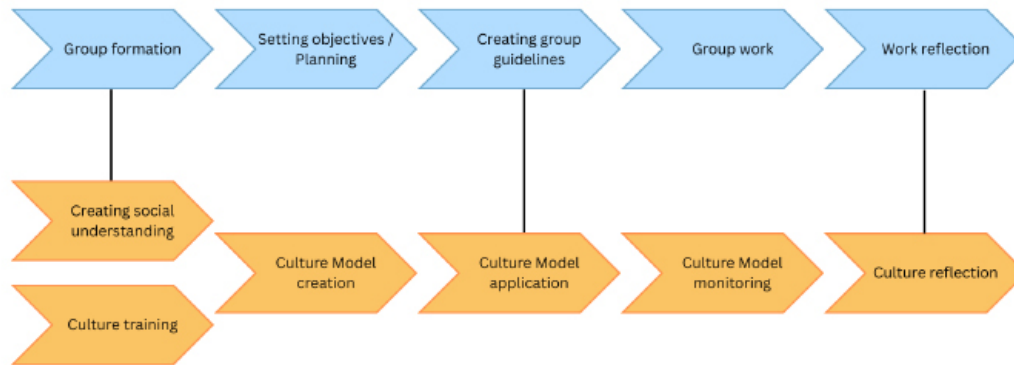 Group formation
Setting objectives /
Planning
Creating group
guidelines
Group work
Work reflection
Creating social
understanding
Culture training
Culture Model
creation
Culture Model
application
Culture Model
monitoring
Culture reflection